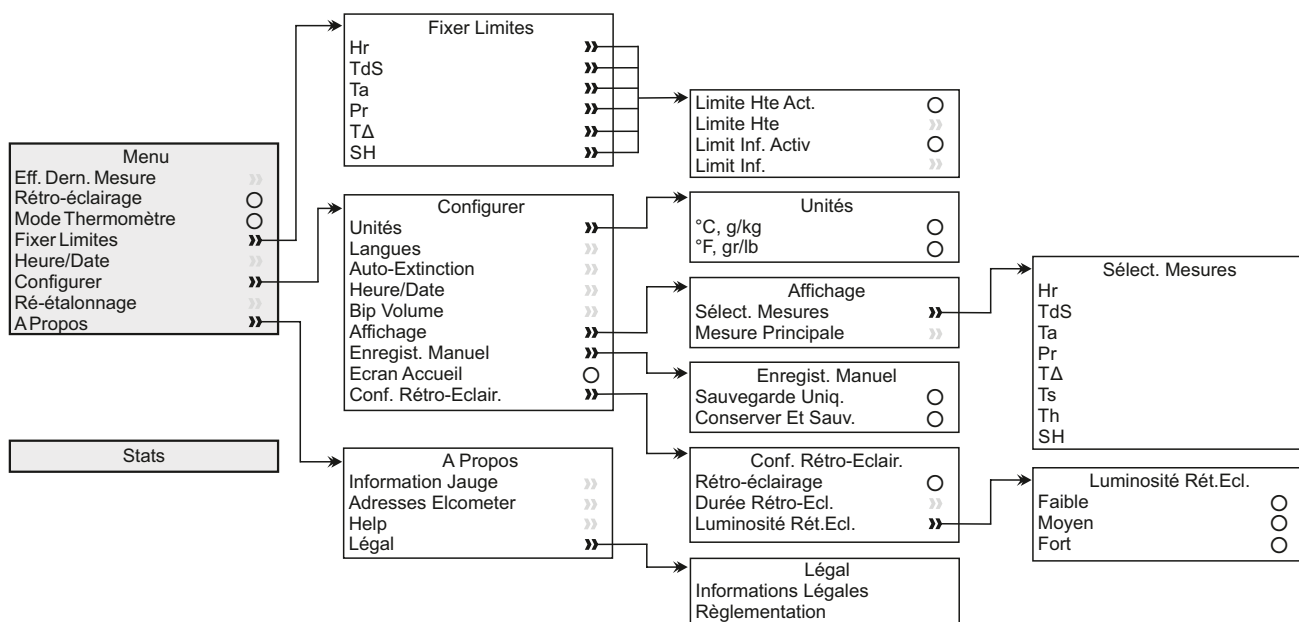 Menu
Eff. Dern. Mesure
Rétro-éclairage
Mode Thermomètre
Fixer Limites
Heure/Date
Configurer
Ré-étalonnage
A Propos
Stats
Fixer Limites
Hr
TdS
Ta
Pr
TΔ
SH
Limite Hte Act.
Limite Hte
Limit Inf. Activ
Limit Inf.
Configurer
Unités
Langues
Auto-Extinction
Heure/Date
Bip Volume
Affichage
Enregist. Manuel
Ecran Accueil
Conf. Rétro-Eclair.
Unités
°C, g/kg
°F, gr/lb
Affichage
Sélect. Mesures
Mesure Principale
Sélect. Mesures
Hr
TdS
Ta
Pr
TΔ
Ts
Th
SH
Enregist. Manuel
Sauvegarde Uniq.
Conserver Et Sauv.
Conf. Rétro-Eclair.
Rétro-éclairage
Durée Rétro-Ecl.
Luminosité Rét.Ecl.
Luminosité Rét.Ecl.
Faible
Moyen
Fort
A Propos
Information Jauge
Adresses Elcometer
Help
Légal
Légal
Informations Légales
Règlementation